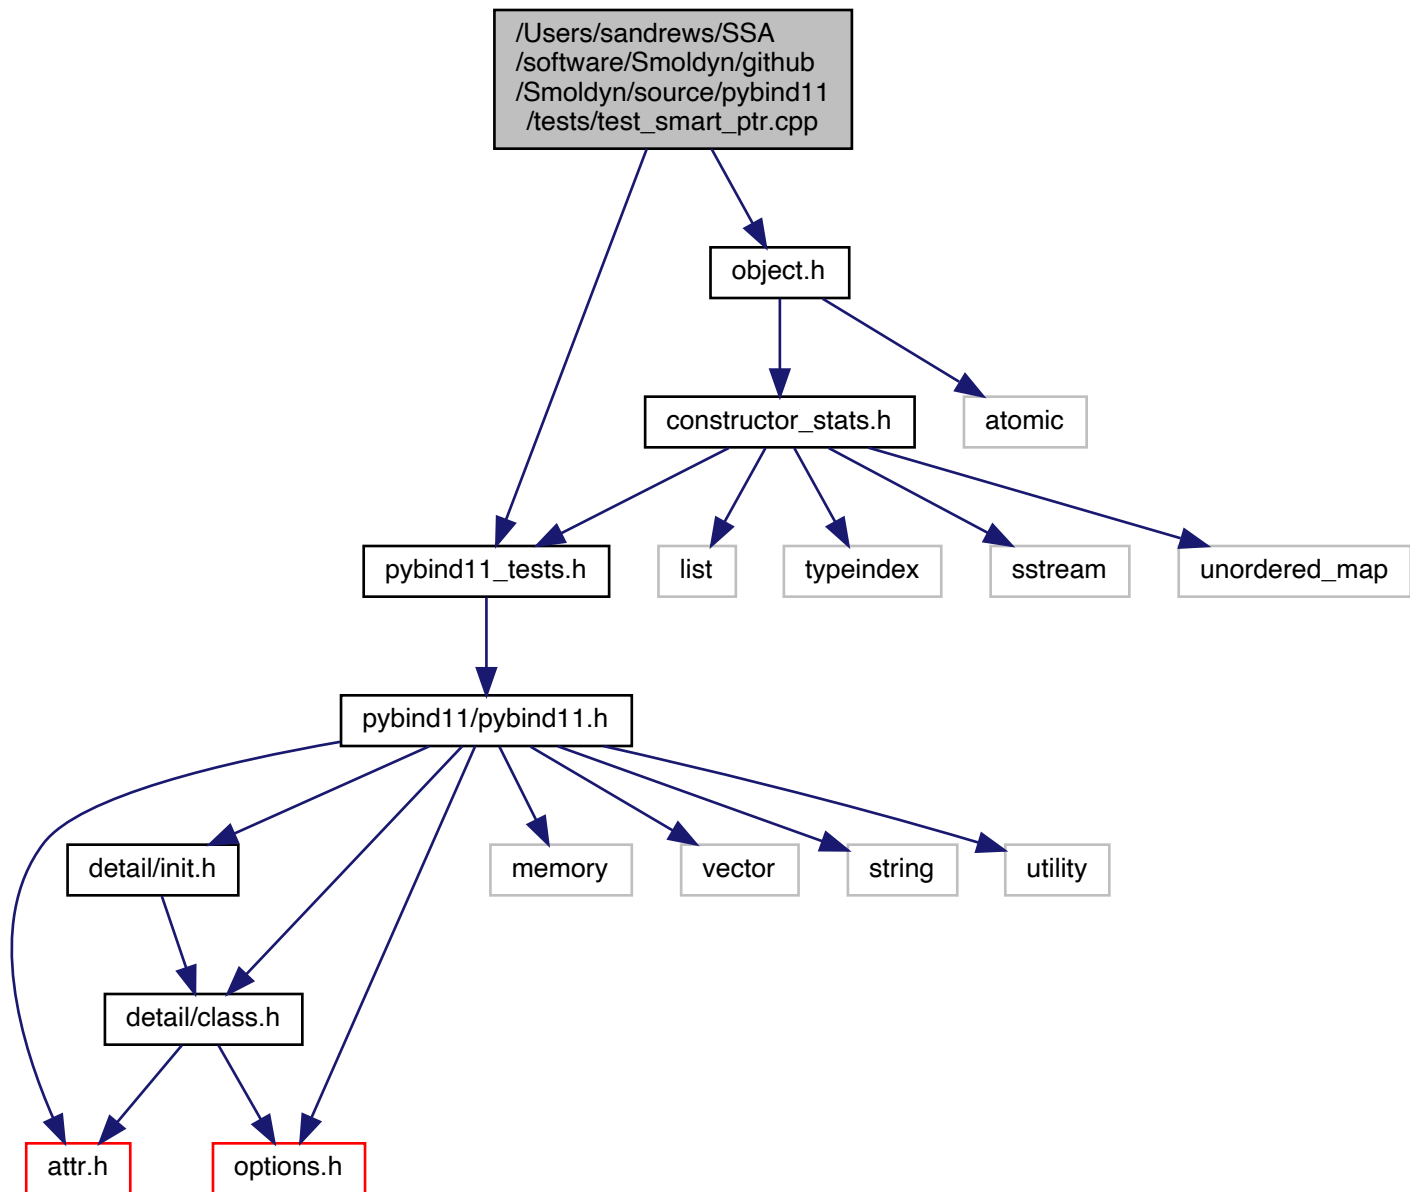 /Users/sandrews/SSA
/software/Smoldyn/github
/Smoldyn/source/pybind11
/tests/test_smart_ptr.cpp
object.h
constructor_stats.h
atomic
pybind11_tests.h
list
typeindex
sstream
unordered_map
pybind11/pybind11.h
detail/init.h
memory
vector
string
utility
detail/class.h
attr.h
options.h